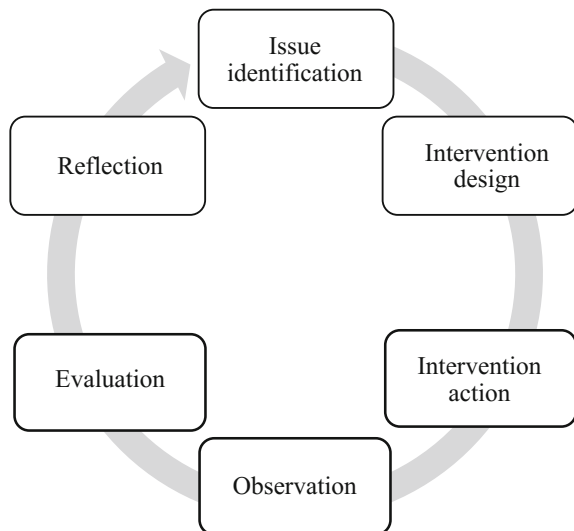 Issue
identification
Intervention
design
Intervention
action
Observation
Evaluation
Reflection